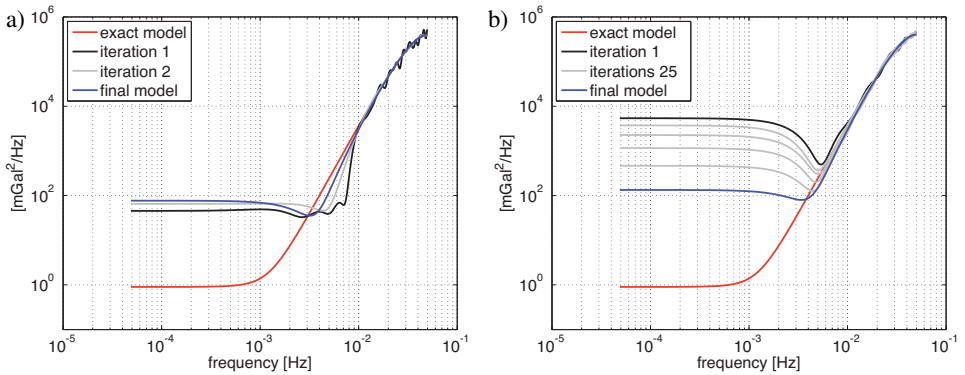 a)
10^6
10^4
10^2
10^0
[mGal^2/Hz]
exact model
iteration 1
iteration 2
final model
10^-5
10^-4
10^-3
10^-2
10^-1
frequency [Hz]
b)
10^6
10^4
10^2
10^0
[mGal^2/Hz]
exact model
iteration 1
iterations 25
final model
10^-5
10^-4
10^-3
10^-2
10^-1
frequency [Hz]